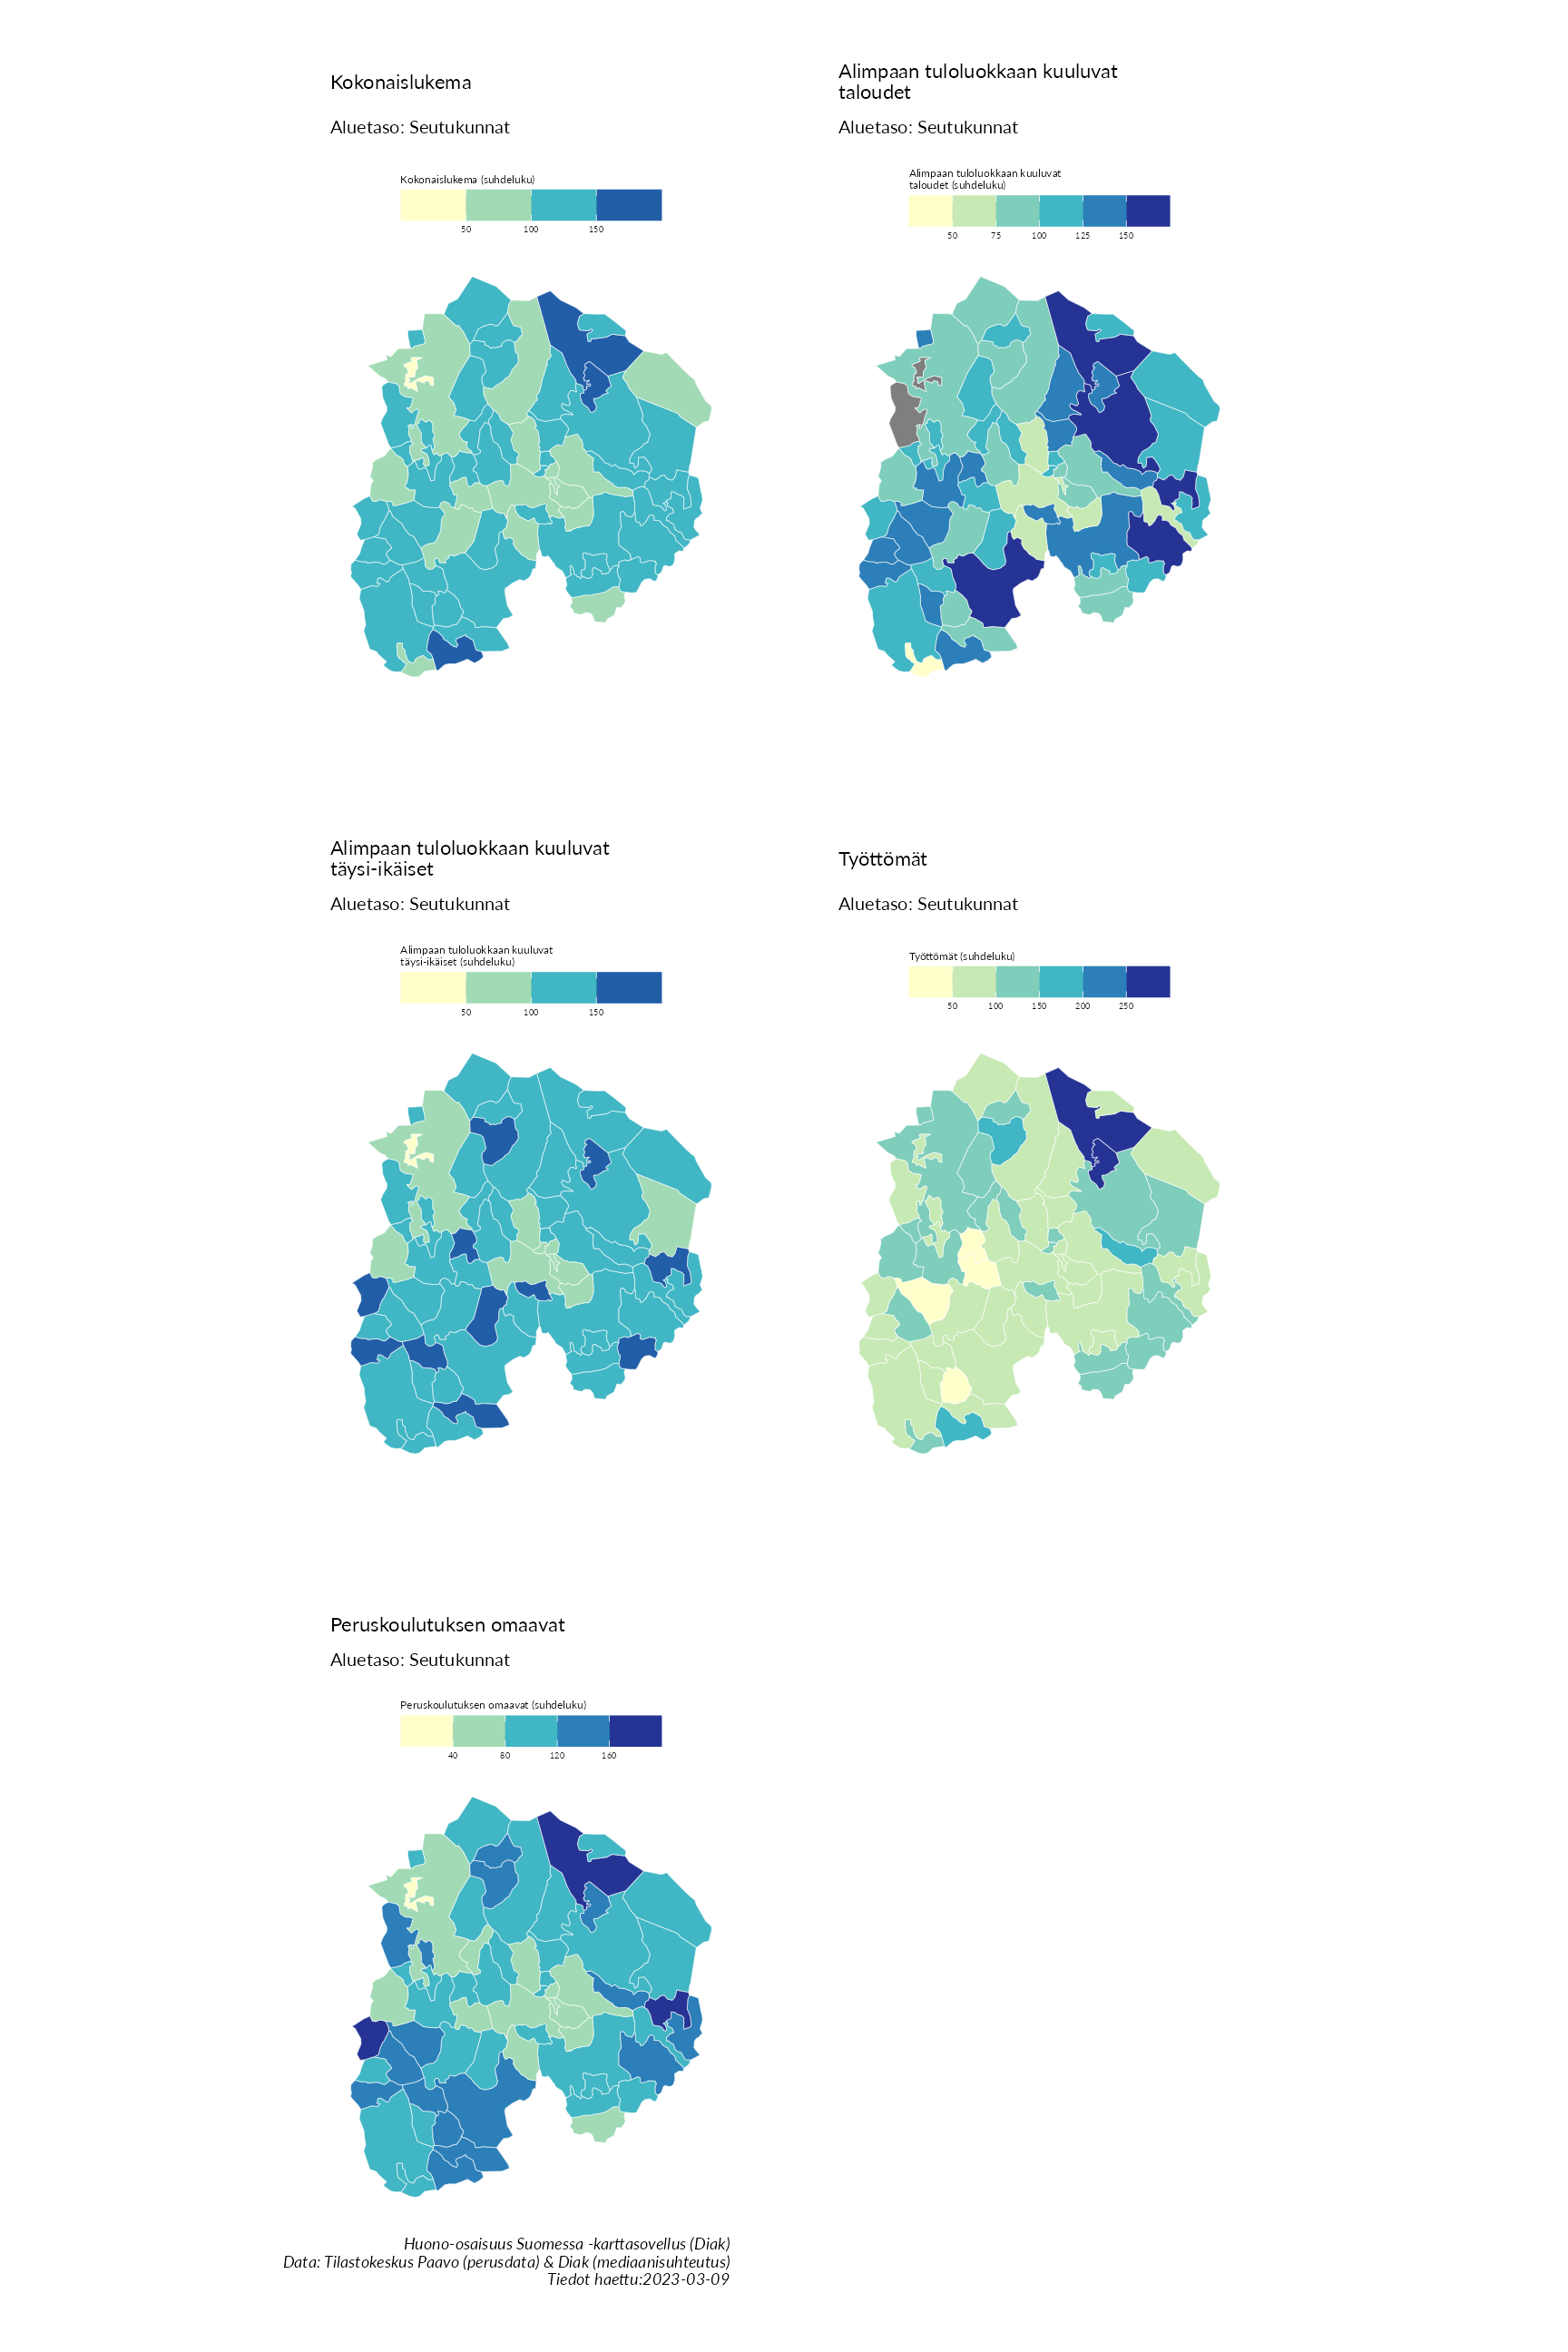 Kokonaislukema
Aluetaso: Seutukunnat
Kokonaislukema (suhdeluku)
50 100 150
Alimpaan tuloluokkaan kuuluvat
taloudet
Aluetaso: Seutukunnat
Alimpaan tuloluokkaan kuuluvat
taloudet (suhdeluku)
50 75 100 125 150
Alimpaan tuloluokkaan kuuluvat
täysi-ikäiset
Aluetaso: Seutukunnat
Alimpaan tuloluokkaan kuuluvat
täysi-ikäiset (suhdeluku)
50 100 150
Työttömät
Aluetaso: Seutukunnat
Työttömät (suhdeluku)
50 100 150 200 250
Peruskoulutuksen omaavat
Aluetaso: Seutukunnat
Peruskoulutuksen omaavat (suhdeluku)
40 80 120 160
Huono-osaisuus Suomessa -karttasovellus (Diak)
Data: Tilastokeskus Paavo (perusdata) & Diak (mediaanisuhteutus)
Tiedot haettu:2023-03-09